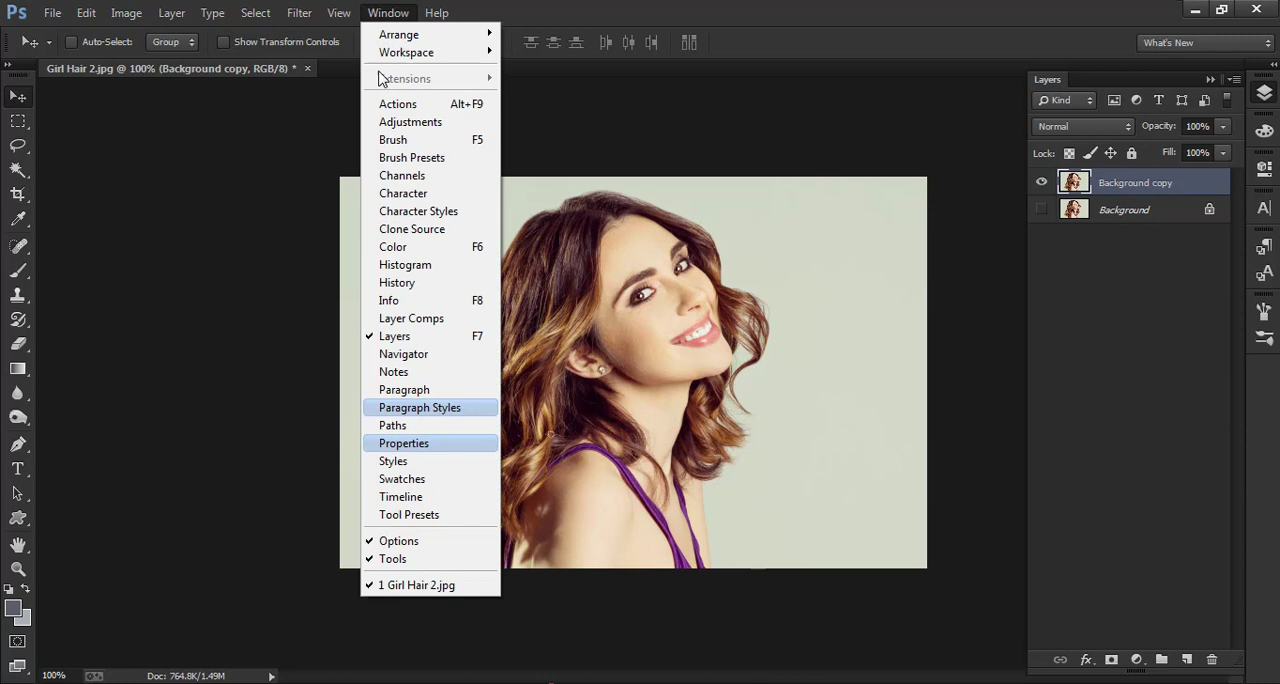 Ps File Edit Image Layer Type Select Filter View Window Help
Auto-Select: Group Show Transform Controls What's New
Girl Hair 2.jpg @ 100% (Background copy, RGB/8) * ×
Arrange
Workspace
Extensions
Actions Alt+F9
Adjustments
Brush F5
Brush Presets
Channels
Character
Character Styles
Clone Source
Color F6
Histogram
History
Info F8
Layer Comps
Layers F7
Navigator
Notes
Paragraph
Paragraph Styles
Paths
Properties
Styles
Swatches
Timeline
Tool Presets
Options
Tools
1 Girl Hair 2.jpg
Layers
Kind
Normal Opacity: 100%
Lock: Fill: 100%
Background copy
Background
100% Doc: 764.8K/1.49M